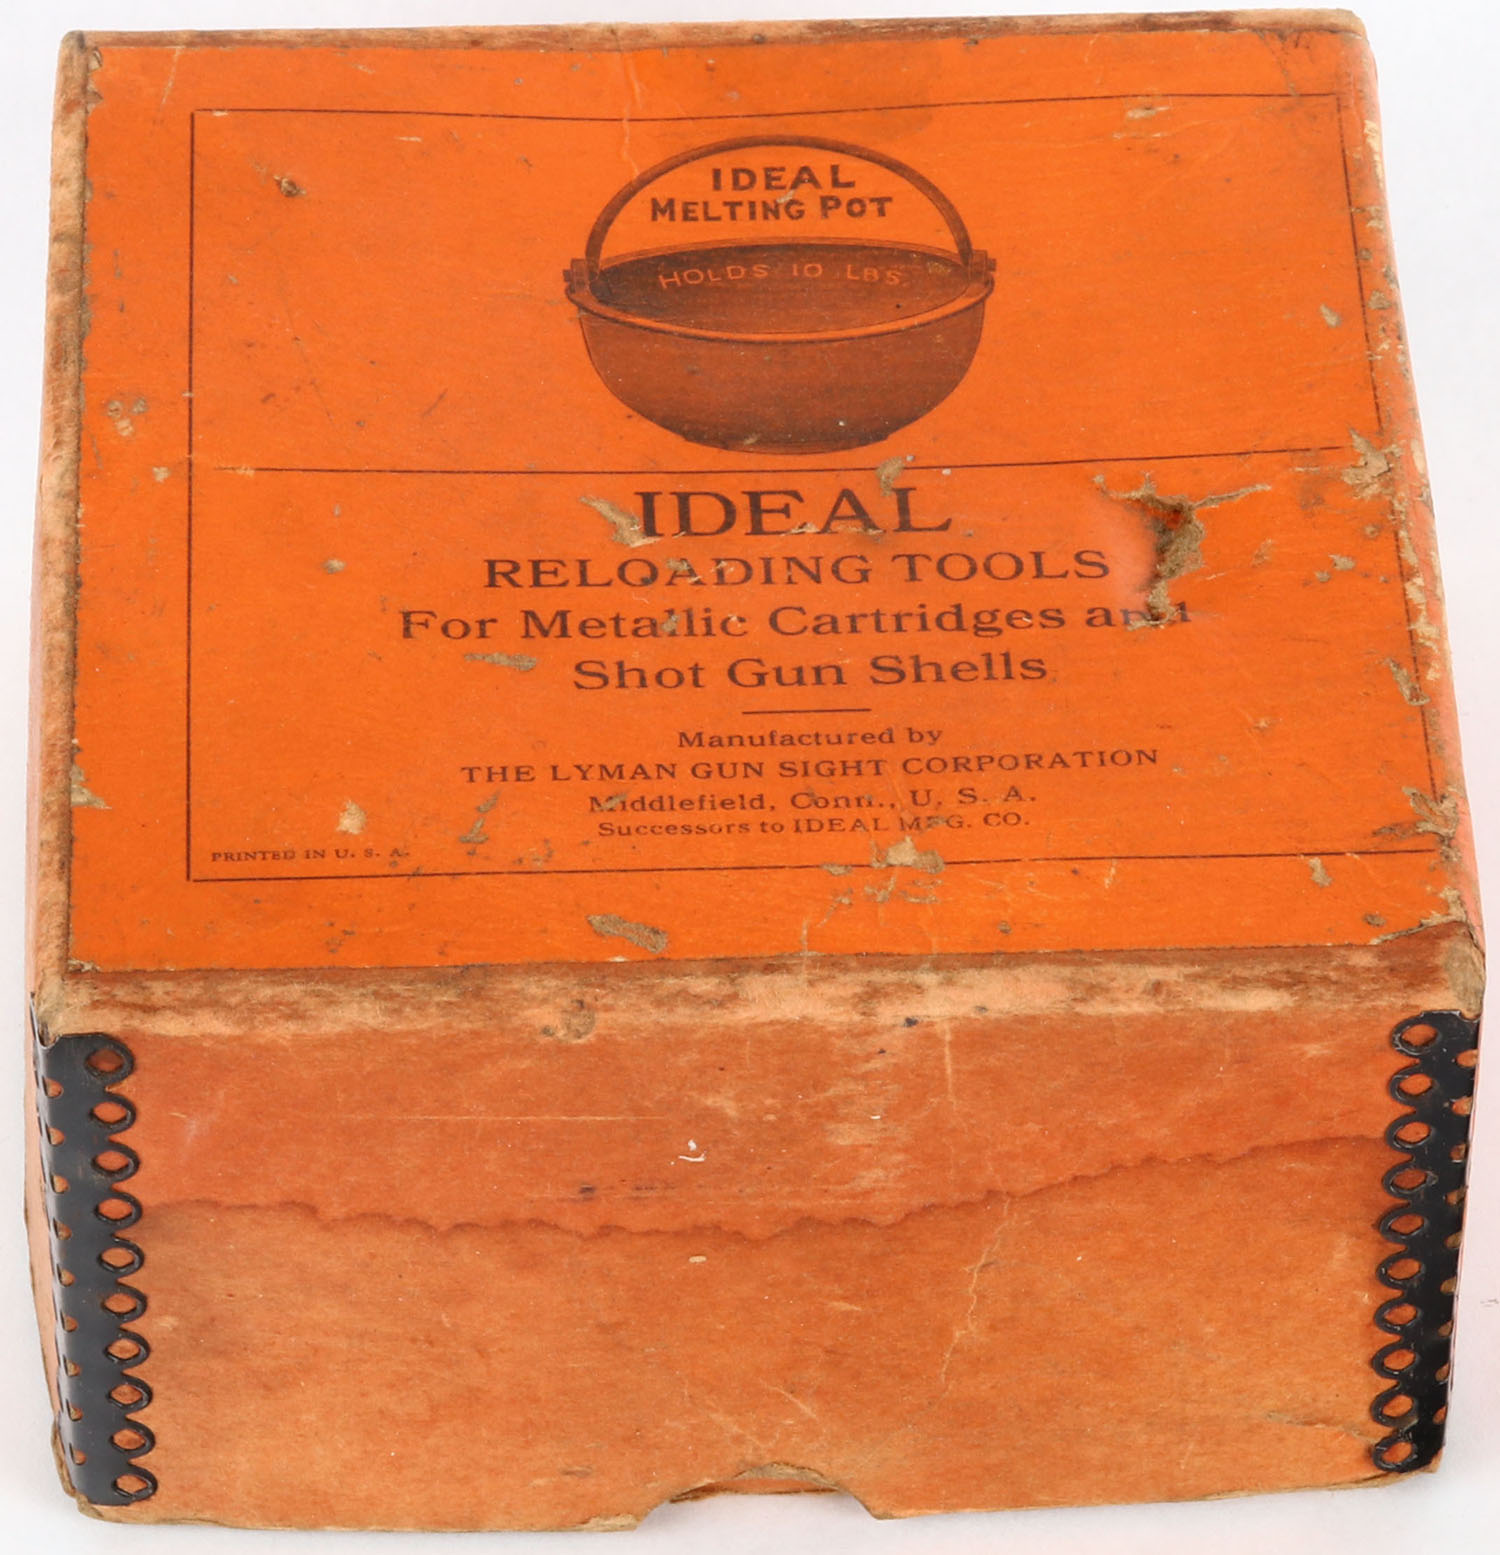 IDEAL
MELTING POT
HOLDS 10 LBS.
IDEAL
RELOADING TOOLS
For Metallic Cartridges and
Shot Gun Shells
Manufactured by
THE LYMAN GUN SIGHT CORPORATION
Middlefield, Conn., U. S. A.
Successors to IDEAL MFG. CO.
PRINTED IN U. S. A.